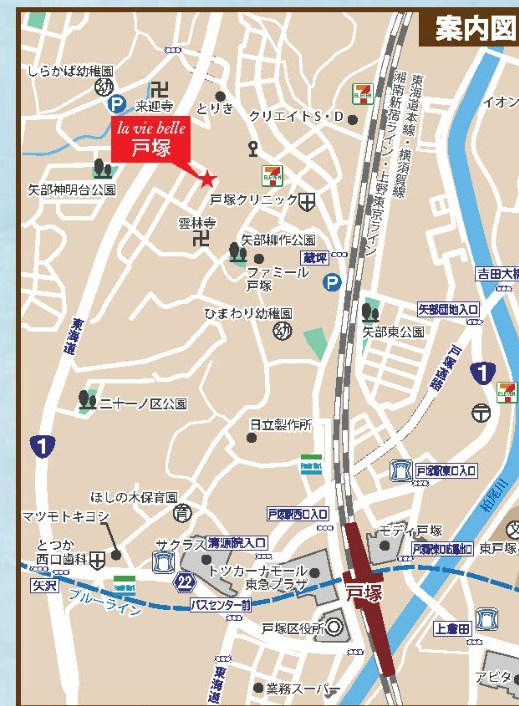 案内図
しらかば幼稚園
幼
P
来迎寺
とりき
クリエイトS・D
ELEVEN
東海道本線・横須賀線
湘南新宿ライン・上野東京ライン
イオン
la vie belle
戸塚
矢部神明台公園
ELEVEN
戸塚クリニック
雲林寺
矢部柳作公園
蔵坪
ファミール
戸塚
P
吉田大橋
ひまわり幼稚園
幼
矢部団地入口
矢部東公園
東海道
戸塚道路
1
ELEVEN
二十一ノ区公園
日立製作所
1
FamilyMart
戸塚駅東口入口
柏尾川
ほしの木保育園
育
マツモトキヨシ
戸塚駅西口入口
モディ戸塚
とつか
西口歯科
サクラス
清源院入口
東戸塚
トツカーナモール
東急プラザ
矢沢
FamilyMart
22
ブルーライン
バスセンター前
戸塚
戸塚区役所
上倉田
東海道
業務スーパー
アピタ